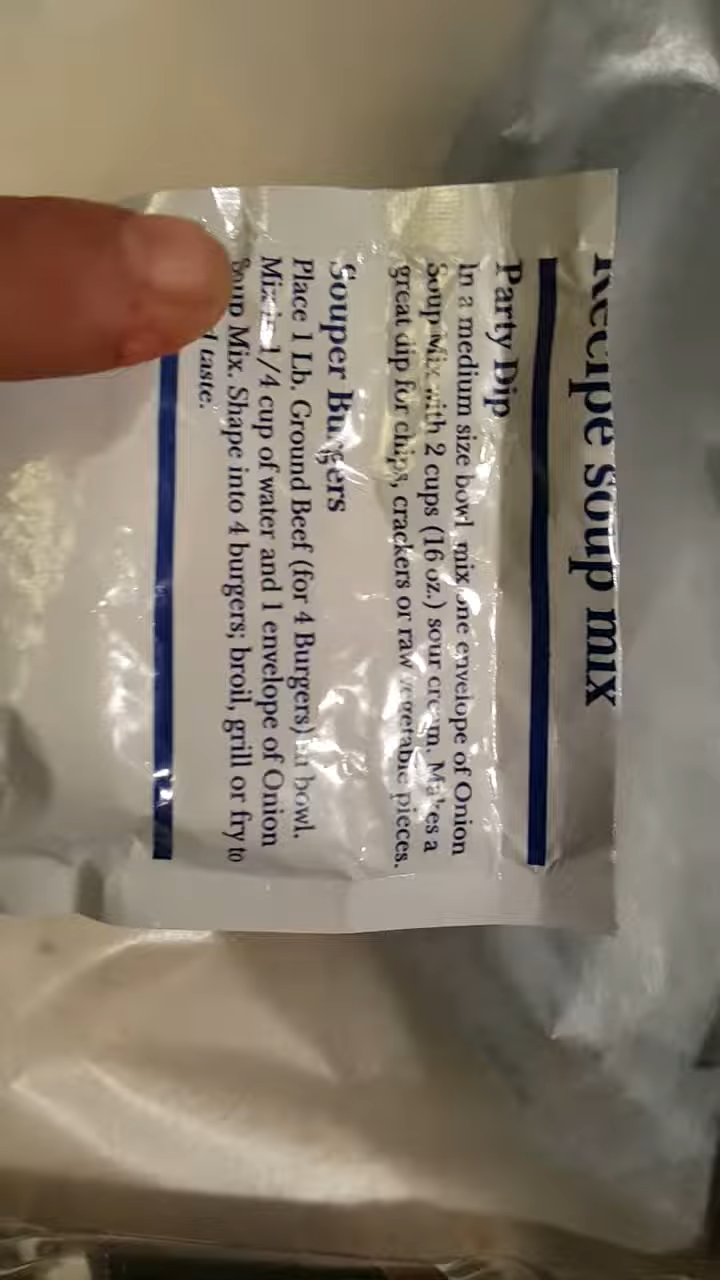 Recipe soup mix
Party Dip
In a medium size bowl mix one envelope of Onion
Soup Mix with 2 cups (16 oz.) sour cream. Makes a
great dip for chips, crackers or raw vegetable pieces.
Souper Burgers
Place 1 Lb. Ground Beef (for 4 Burgers) in bowl.
Mix in 1/4 cup of water and 1 envelope of Onion
Soup Mix. Shape into 4 burgers; broil, grill or fry to
taste.